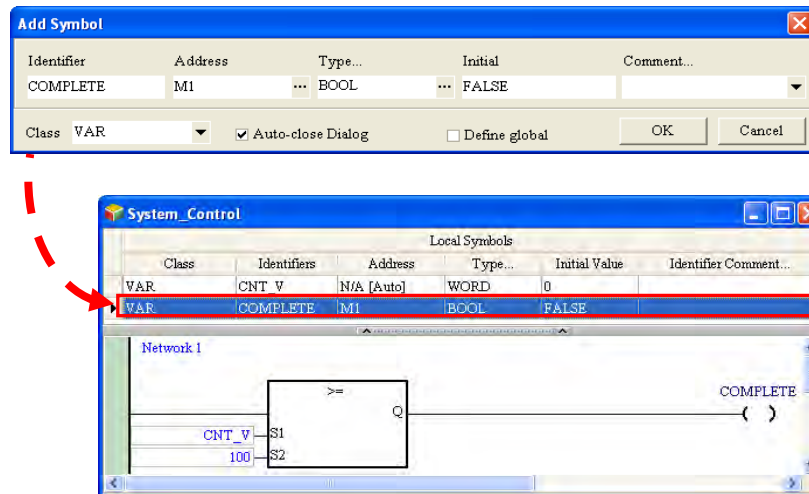 Add Symbol
Identifier Address Type... Initial Comment...
COMPLETE M1 ... BOOL ... FALSE
Class VAR Auto-close Dialog Define global OK Cancel
System_Control
Local Symbols
Class Identifiers Address Type... Initial Value Identifier Comment...
VAR CNT_V N/A [Auto] WORD 0
VAR COMPLETE M1 BOOL FALSE
Network 1
>= COMPLETE
Q ( )
CNT_V S1
100 S2